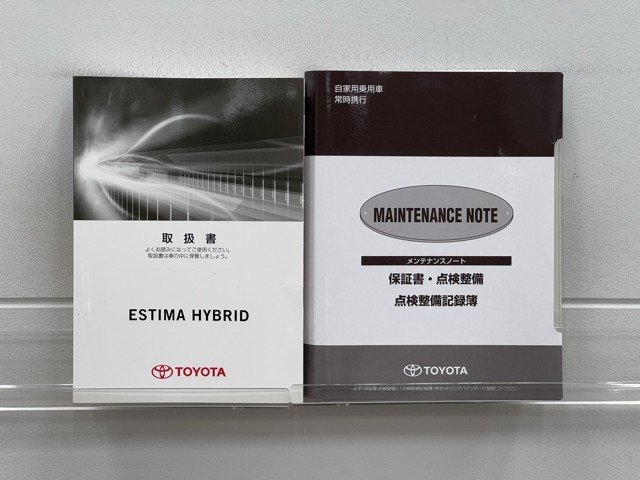 取扱書
よくお読みになってご使用ください。
取扱書は車の中に保管しましょう。
ESTIMA HYBRID
TOYOTA
自家用乗用車
常時携行
MAINTENANCE NOTE
メンテナンスノート
保証書・点検整備
点検整備記録簿
TOYOTA